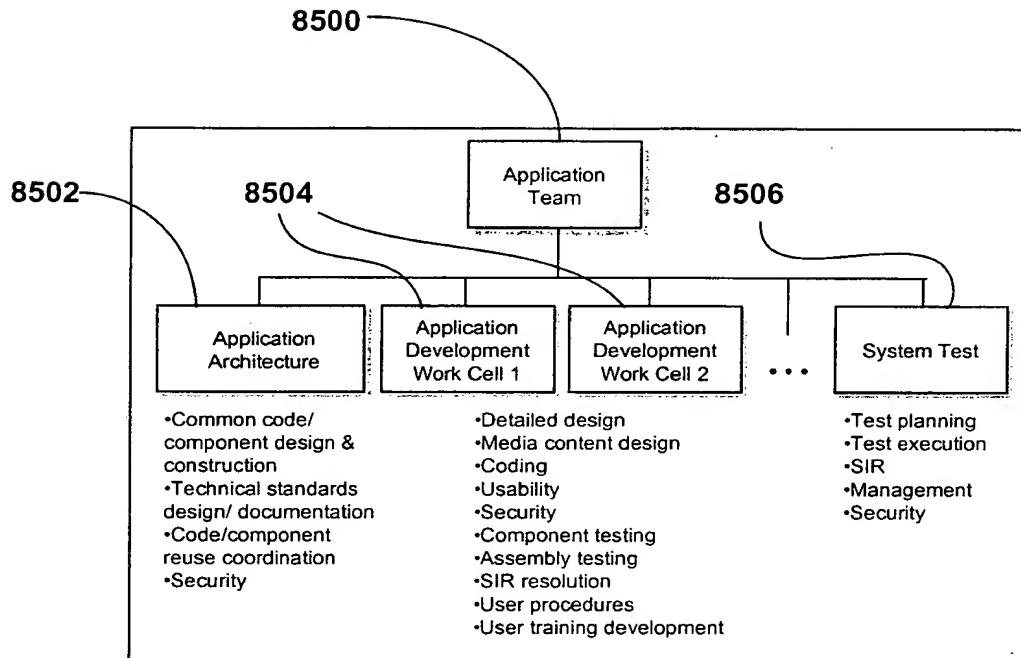 8500
Application
Team
8502
8504
8506
Application
Architecture
Application
Development
Work Cell 1
Application
Development
Work Cell 2
...
System Test
•Common code/
component design &
construction
•Technical standards
design/ documentation
•Code/component
reuse coordination
•Security
•Detailed design
•Media content design
•Coding
•Usability
•Security
•Component testing
•Assembly testing
•SIR resolution
•User procedures
•User training development
•Test planning
•Test execution
•SIR
•Management
•Security